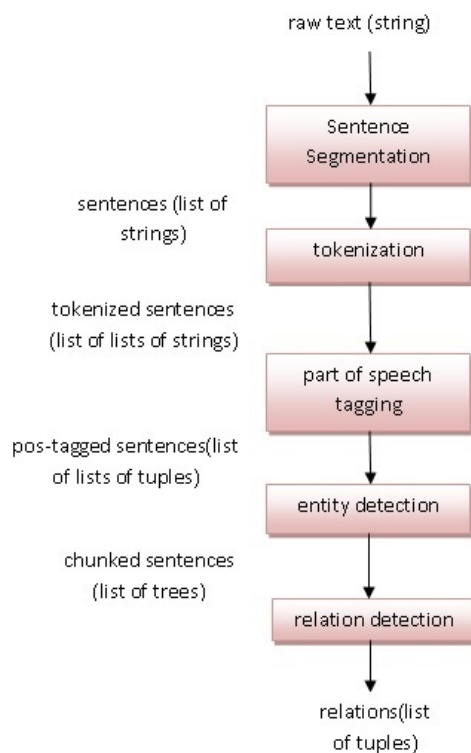 raw text (string)
Sentence
Segmentation
sentences (list of
strings)
tokenization
tokenized sentences
(list of lists of strings)
part of speech
tagging
pos-tagged sentences(list
of lists of tuples)
entity detection
chunked sentences
(list of trees)
relation detection
relations(list
of tuples)